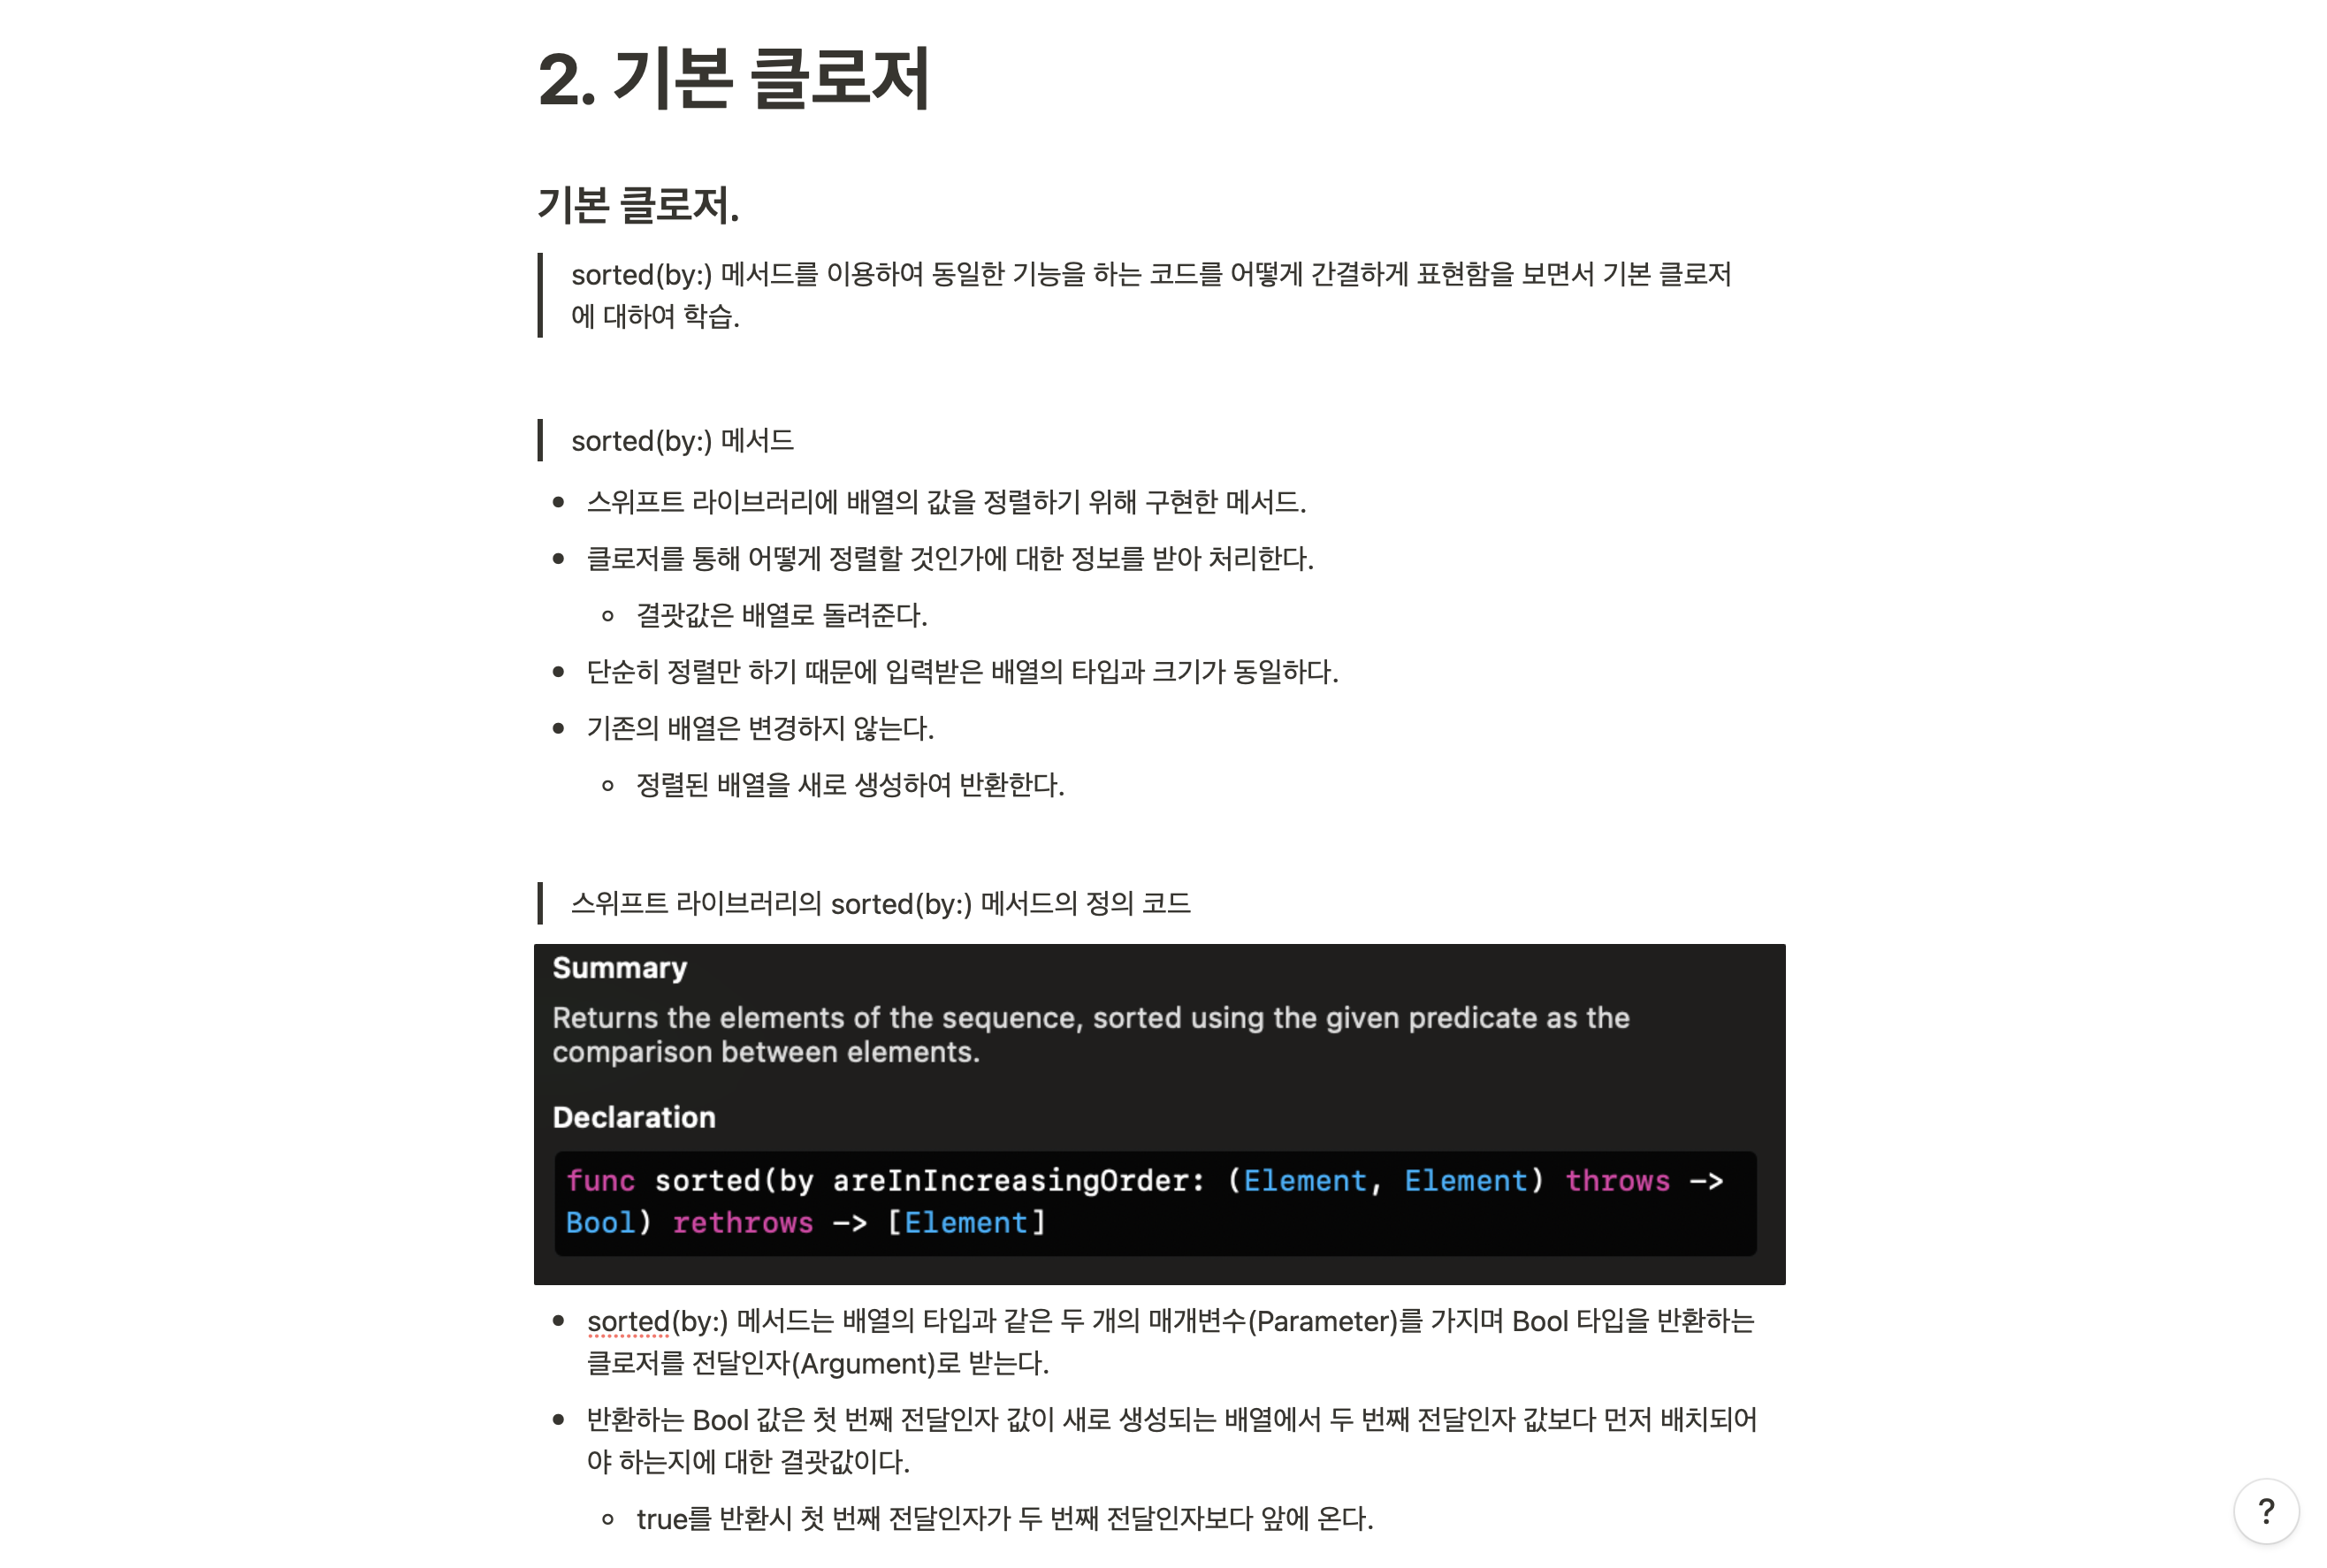 2. 기본 클로저
기본 클로저.
sorted(by:) 메서드를 이용하여 동일한 기능을 하는 코드를 어떻게 간결하게 표현함을 보면서 기본 클로저
에 대하여 학습.
sorted(by:) 메서드
• 스위프트 라이브러리에 배열의 값을 정렬하기 위해 구현한 메서드.
• 클로저를 통해 어떻게 정렬할 것인가에 대한 정보를 받아 처리한다.
◦ 결괏값은 배열로 돌려준다.
• 단순히 정렬만 하기 때문에 입력받은 배열의 타입과 크기가 동일하다.
• 기존의 배열은 변경하지 않는다.
◦ 정렬된 배열을 새로 생성하여 반환한다.
스위프트 라이브러리의 sorted(by:) 메서드의 정의 코드
Summary
Returns the elements of the sequence, sorted using the given predicate as the
comparison between elements.
Declaration
func sorted(by areInIncreasingOrder: (Element, Element) throws ->
Bool) rethrows -> [Element]
• sorted(by:) 메서드는 배열의 타입과 같은 두 개의 매개변수(Parameter)를 가지며 Bool 타입을 반환하는
클로저를 전달인자(Argument)로 받는다.
• 반환하는 Bool 값은 첫 번째 전달인자 값이 새로 생성되는 배열에서 두 번째 전달인자 값보다 먼저 배치되어
야 하는지에 대한 결괏값이다.
◦ true를 반환시 첫 번째 전달인자가 두 번째 전달인자보다 앞에 온다.
?